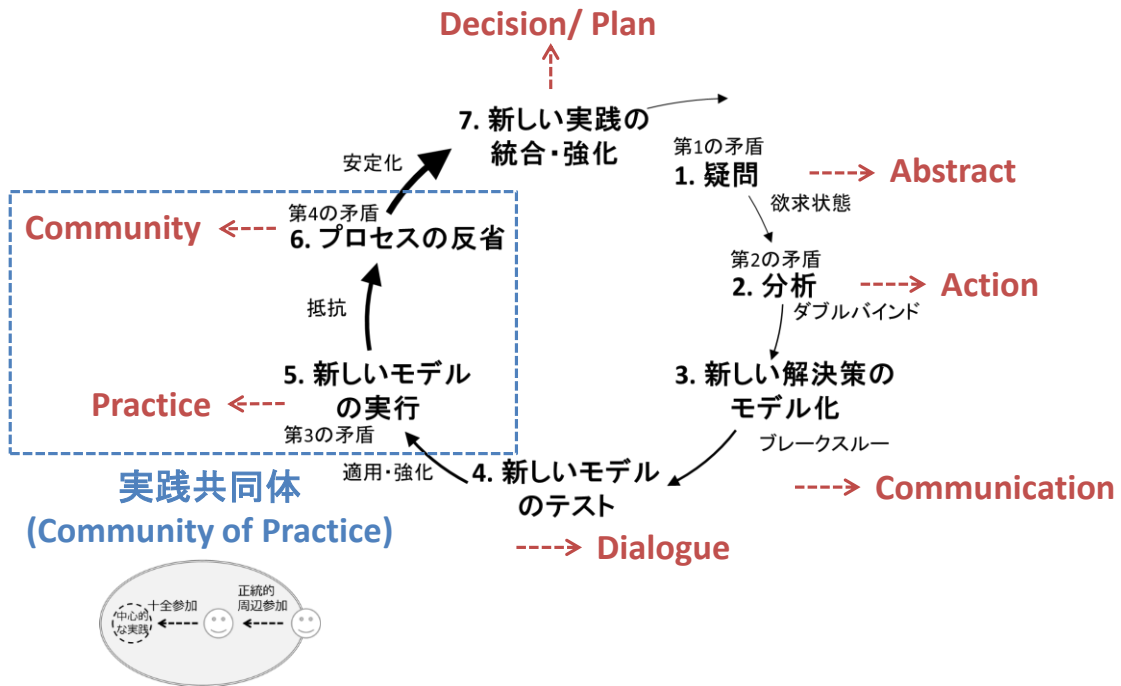 Decision/ Plan
7. 新しい実践の
統合・強化
安定化
第1の矛盾
1. 疑問
Abstract
欲求状態
第2の矛盾
2. 分析
Action
ダブルバインド
3. 新しい解決策の
モデル化
ブレークスルー
Communication
4. 新しいモデル
のテスト
Dialogue
適用・強化
5. 新しいモデル
の実行
第3の矛盾
Practice
抵抗
第4の矛盾
6. プロセスの反省
Community
実践共同体
(Community of Practice)
中心的
な実践
十全参加
正統的
周辺参加